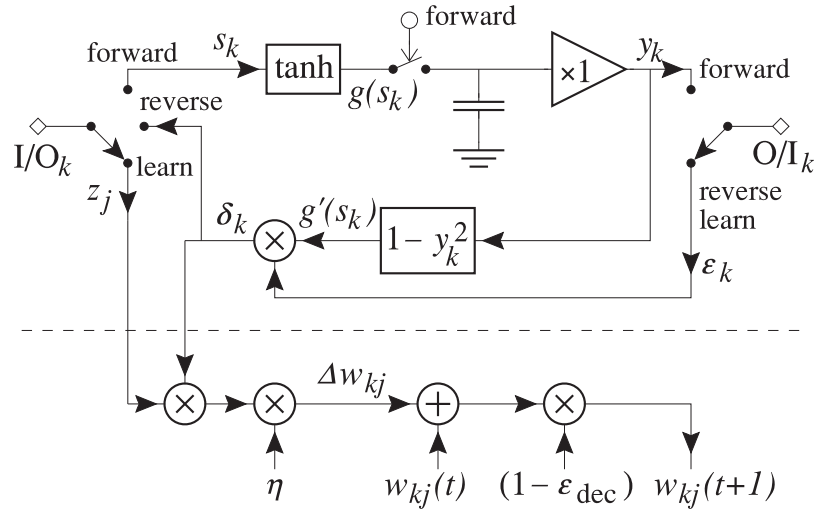 forward
forward
s_k
tanh
g(s_k)
×1
y_k
forward
reverse
I/O_k
learn
z_j
O/I_k
reverse
learn
δ_k
×
g′(s_k)
1 − y_k^2
ε_k
×
×
Δw_kj
+
×
η
w_kj(t)
(1− ε_dec)
w_kj(t+1)